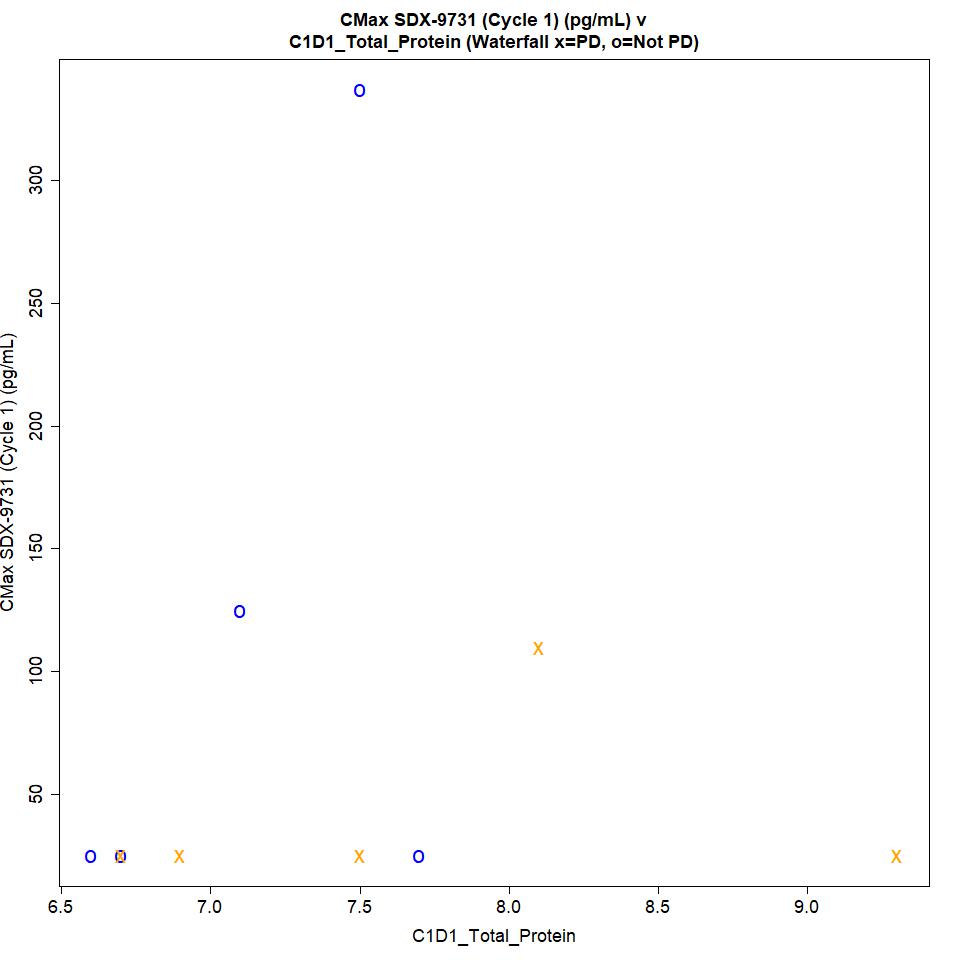 CMax SDX-9731 (Cycle 1) (pg/mL) v
C1D1_Total_Protein (Waterfall x=PD, o=Not PD)
CMax SDX-9731 (Cycle 1) (pg/mL)
300
250
200
150
100
50
O
O
X
O
O
X
X
X
O
X
6.5
7.0
7.5
8.0
8.5
9.0
C1D1_Total_Protein